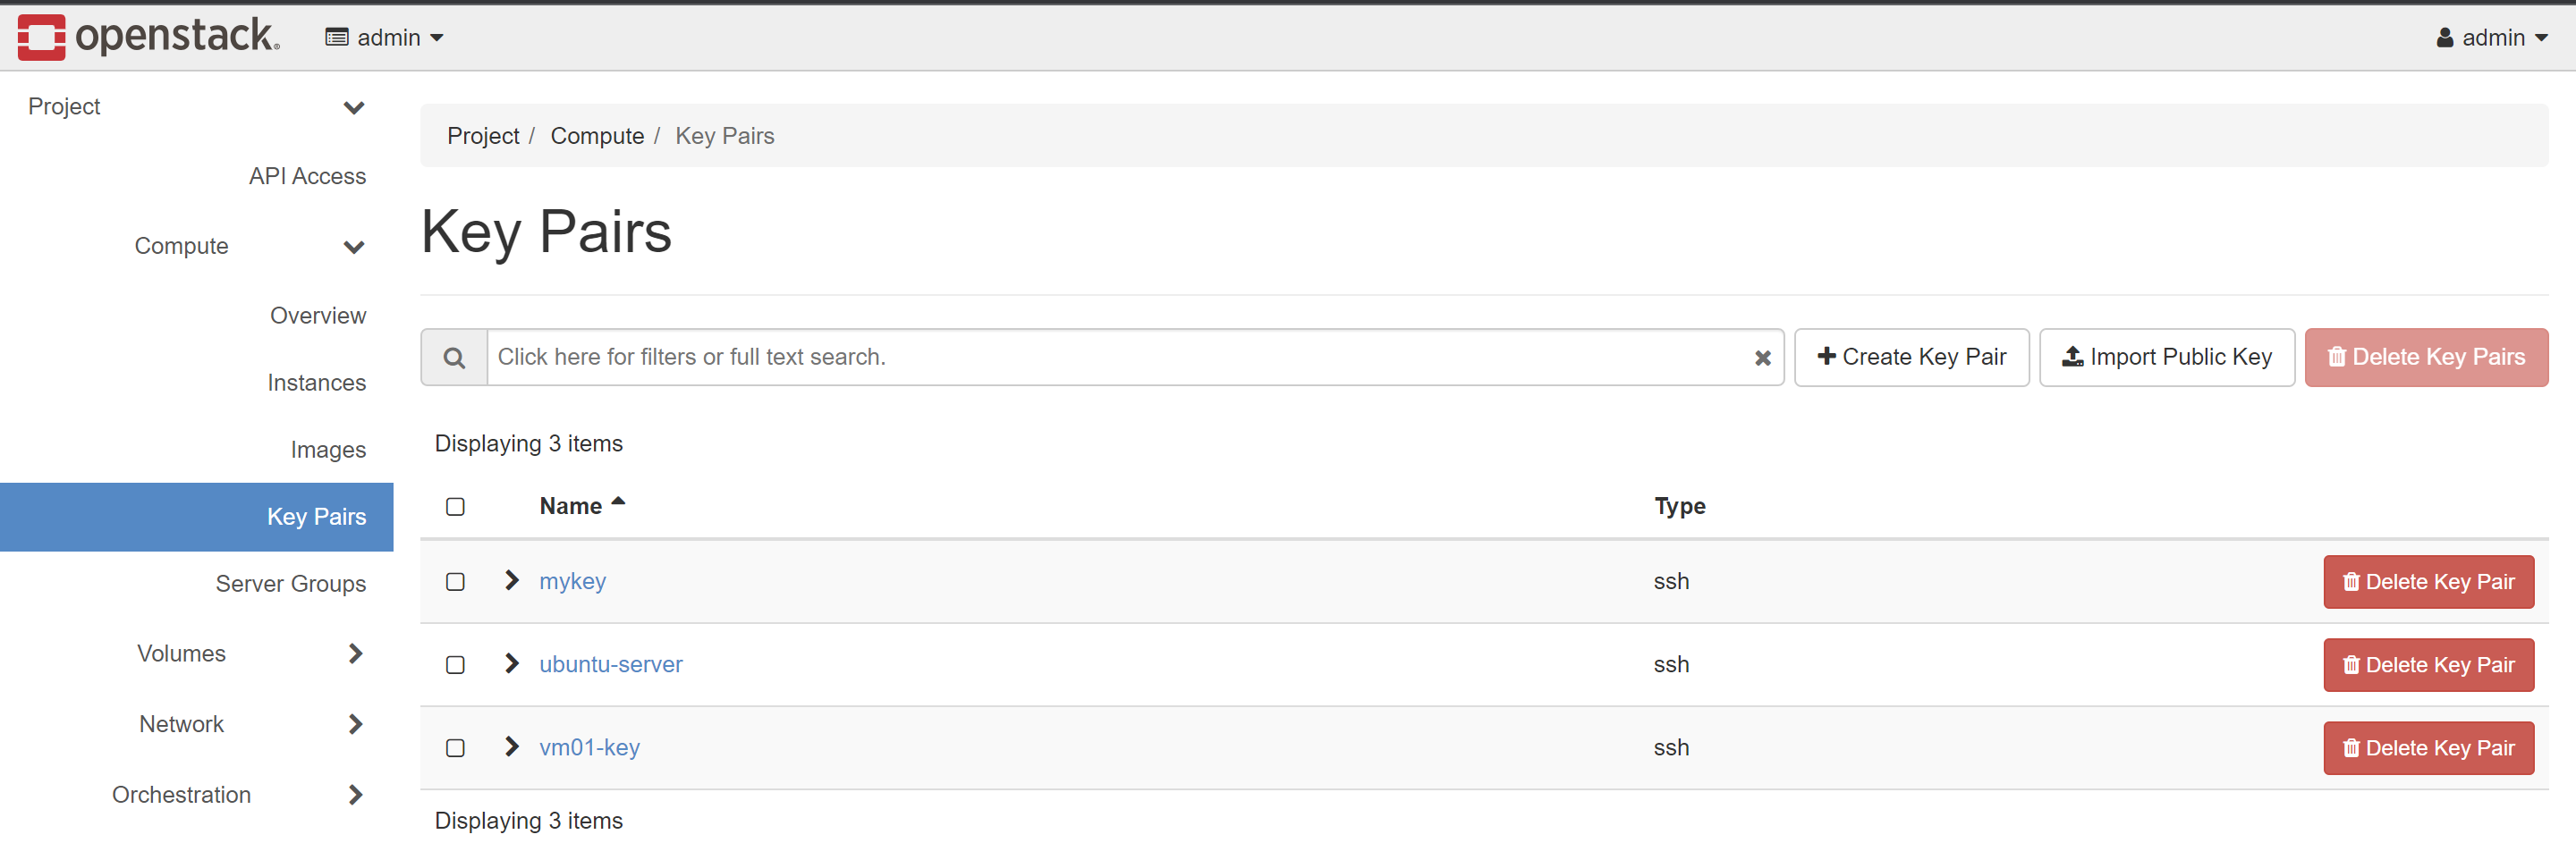 openstack. admin admin
Project
API Access
Compute
Overview
Instances
Images
Key Pairs
Server Groups
Volumes
Network
Orchestration
Project / Compute / Key Pairs
Key Pairs
Click here for filters or full text search. Create Key Pair Import Public Key Delete Key Pairs
Displaying 3 items
Name Type
mykey ssh Delete Key Pair
ubuntu-server ssh Delete Key Pair
vm01-key ssh Delete Key Pair
Displaying 3 items